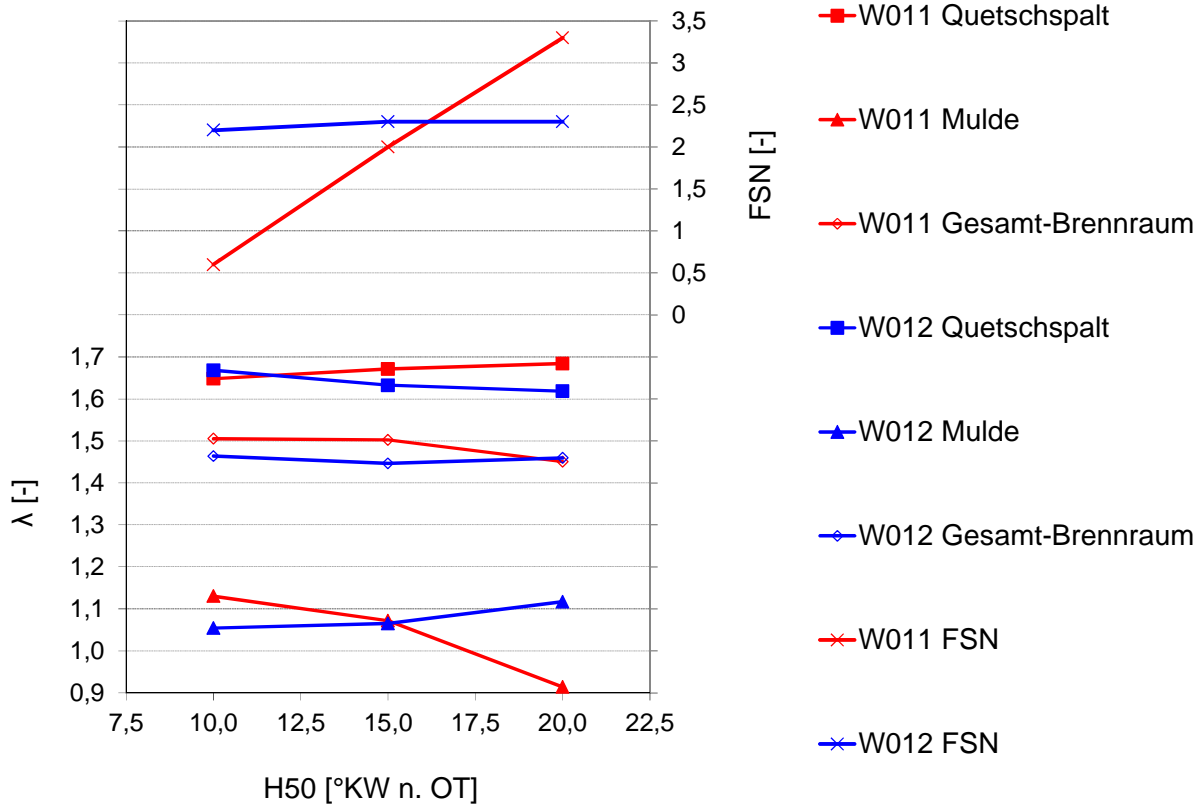 3,5
3
2,5
2
1,5
1
0,5
0
FSN [-]
1,7
1,6
1,5
1,4
1,3
1,2
1,1
1,0
0,9
λ [-]
7,5 10,0 12,5 15,0 17,5 20,0 22,5
H50 [°KW n. OT]
W011 Quetschspalt
W011 Mulde
W011 Gesamt-Brennraum
W012 Quetschspalt
W012 Mulde
W012 Gesamt-Brennraum
W011 FSN
W012 FSN